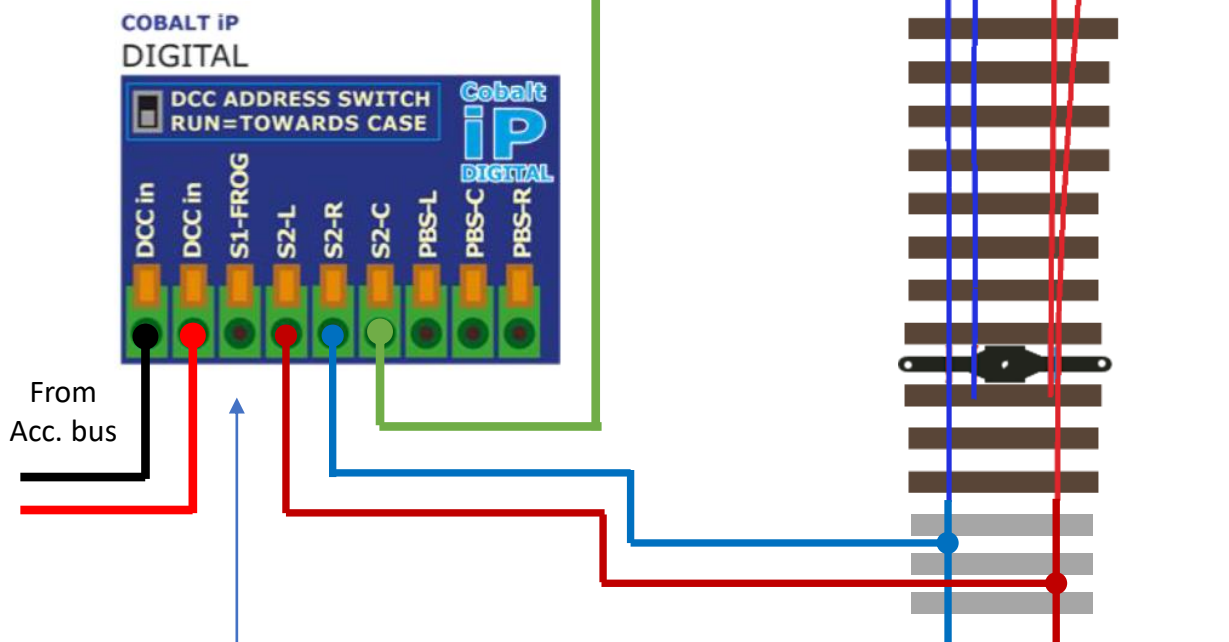 COBALT iP
DIGITAL
DCC ADDRESS SWITCH
RUN=TOWARDS CASE
Cobalt
iP
DIGITAL
DCC in
DCC in
S1-FROG
S2-L
S2-R
S2-C
PBS-L
PBS-C
PBS-R
From
Acc. bus